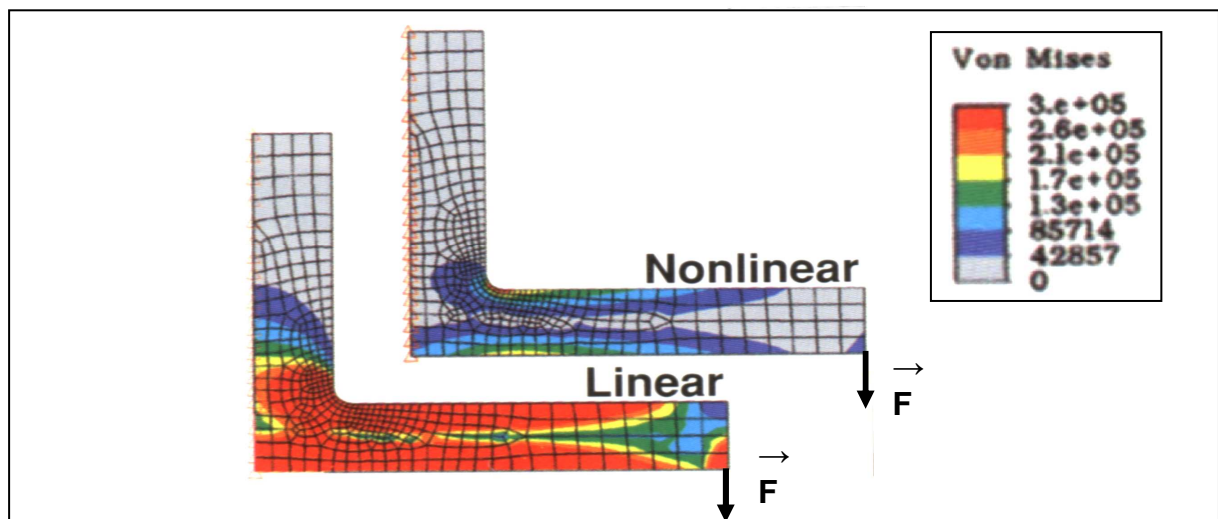 Von Mises
3.e+05
2.6e+05
2.1e+05
1.7e+05
1.3e+05
85714
42857
0
Nonlinear
→
F
Linear
→
F